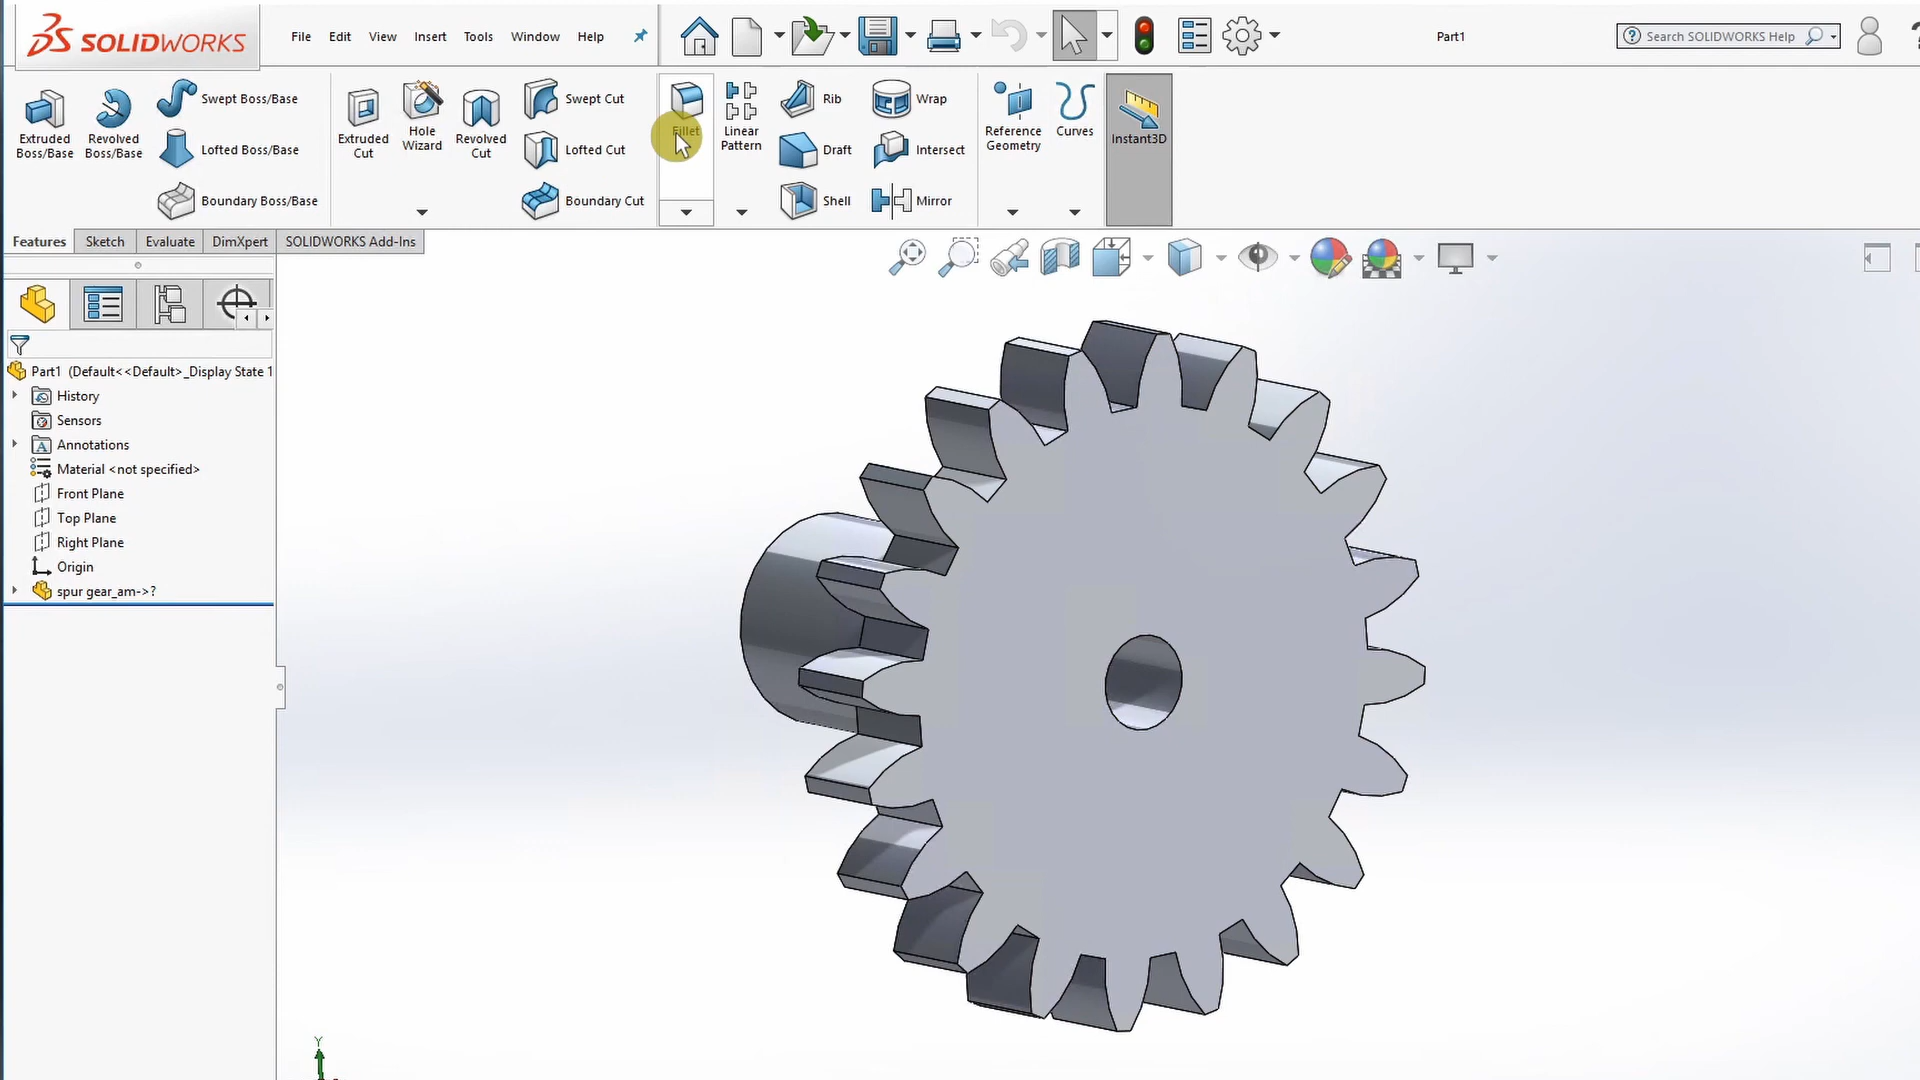 SOLIDWORKS
File Edit View Insert Tools Window Help
Part1
Search SOLIDWORKS Help
Extruded Boss/Base
Revolved Boss/Base
Swept Boss/Base
Lofted Boss/Base
Boundary Boss/Base
Extruded Cut
Hole Wizard
Revolved Cut
Swept Cut
Lofted Cut
Boundary Cut
Fillet
Linear Pattern
Rib
Draft
Shell
Wrap
Intersect
Mirror
Reference Geometry
Curves
Instant3D
Features Sketch Evaluate DimXpert SOLIDWORKS Add-Ins
Part1 (Default<<Default>_Display State 1
History
Sensors
A Annotations
Material <not specified>
Front Plane
Top Plane
Right Plane
Origin
spur gear_am->?
Y